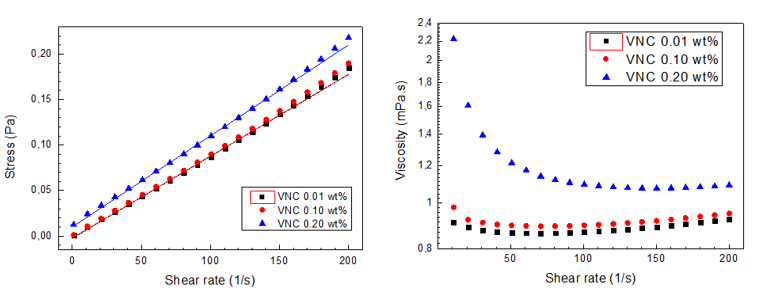 0,20
0,15
0,10
0,05
0,00
Stress (Pa)
VNC 0.01 wt%
VNC 0.10 wt%
VNC 0.20 wt%
0 50 100 150 200
Shear rate (1/s)
2,4
2,2
2
1,8
1,6
1,4
1,2
1
0,8
Viscosity (mPa.s)
VNC 0.01 wt%
VNC 0.10 wt%
VNC 0.20 wt%
50 100 150 200
Shear rate (1/s)